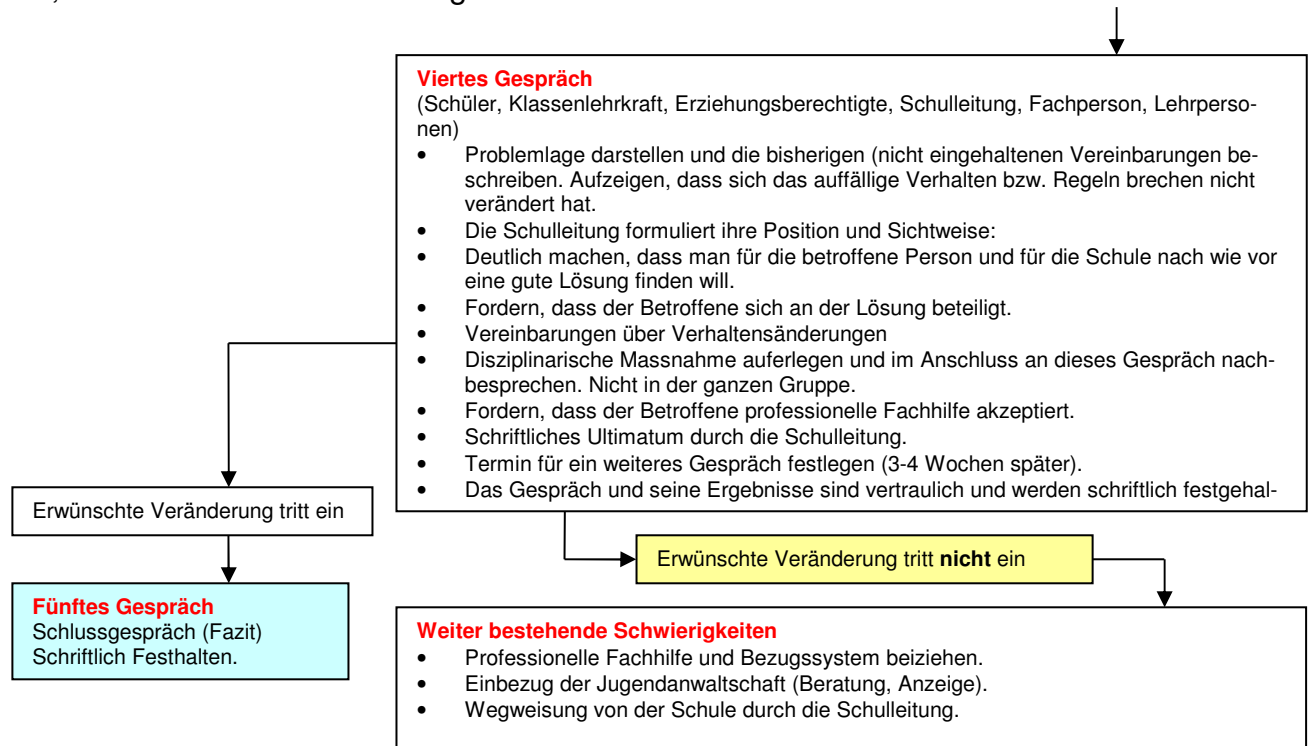 Viertes Gespräch
(Schüler, Klassenlehrkraft, Erziehungsberechtigte, Schulleitung, Fachperson, Lehrperso-
nen)
• Problemlage darstellen und die bisherigen (nicht eingehaltenen Vereinbarungen be-
schreiben. Aufzeigen, dass sich das auffällige Verhalten bzw. Regeln brechen nicht
verändert hat.
• Die Schulleitung formuliert ihre Position und Sichtweise:
• Deutlich machen, dass man für die betroffene Person und für die Schule nach wie vor
eine gute Lösung finden will.
• Fordern, dass der Betroffene sich an der Lösung beteiligt.
• Vereinbarungen über Verhaltensänderungen
• Disziplinarische Massnahme auferlegen und im Anschluss an dieses Gespräch nach-
besprechen. Nicht in der ganzen Gruppe.
• Fordern, dass der Betroffene professionelle Fachhilfe akzeptiert.
• Schriftliches Ultimatum durch die Schulleitung.
• Termin für ein weiteres Gespräch festlegen (3-4 Wochen später).
• Das Gespräch und seine Ergebnisse sind vertraulich und werden schriftlich festgehal-
Erwünschte Veränderung tritt ein
Erwünschte Veränderung tritt nicht ein
Fünftes Gespräch
Schlussgespräch (Fazit)
Schriftlich Festhalten.
Weiter bestehende Schwierigkeiten
• Professionelle Fachhilfe und Bezugssystem beiziehen.
• Einbezug der Jugendanwaltschaft (Beratung, Anzeige).
• Wegweisung von der Schule durch die Schulleitung.